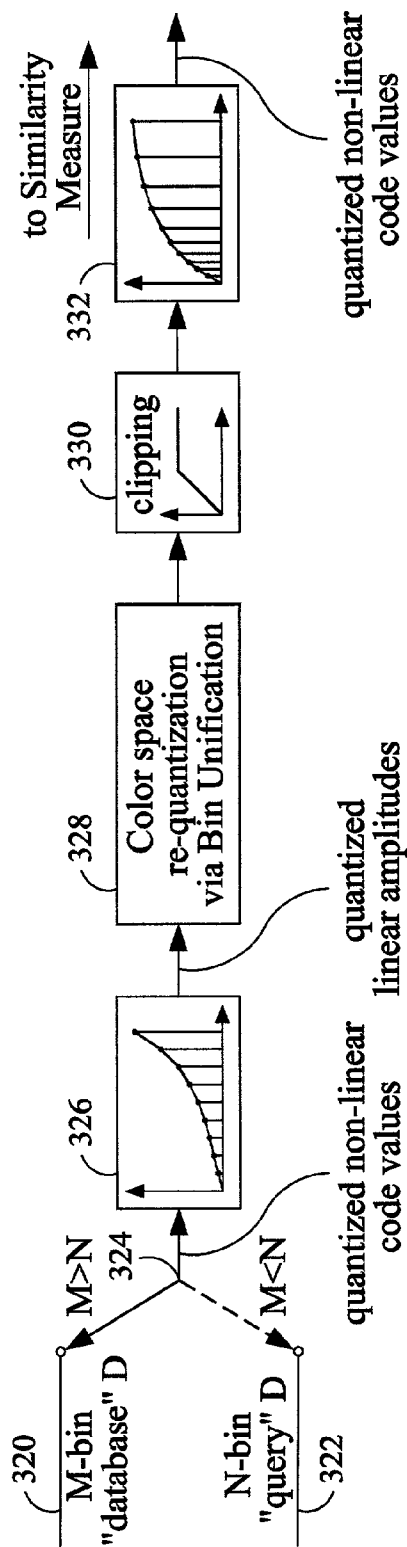 320
M-bin
"database" D
N-bin
"query" D
322
M>N
324
M<N
quantized non-linear
code values
326
quantized
linear amplitudes
328
Color space
re-quantization
via Bin Unification
330
clipping
332
to Similarity
Measure
quantized non-linear
code values